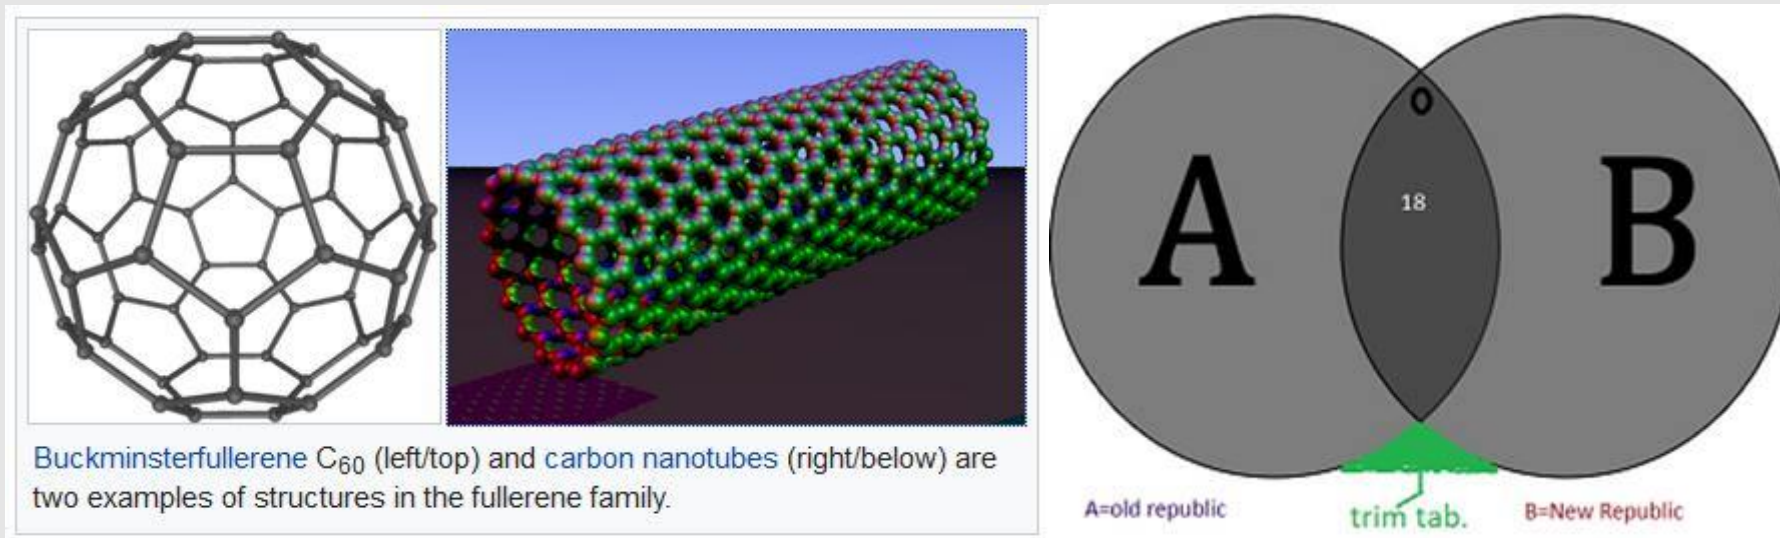 Buckminsterfullerene C60 (left/top) and carbon nanotubes (right/below) are
two examples of structures in the fullerene family.
O
18
A
B
A=old republic
trim tab.
B=New Republic